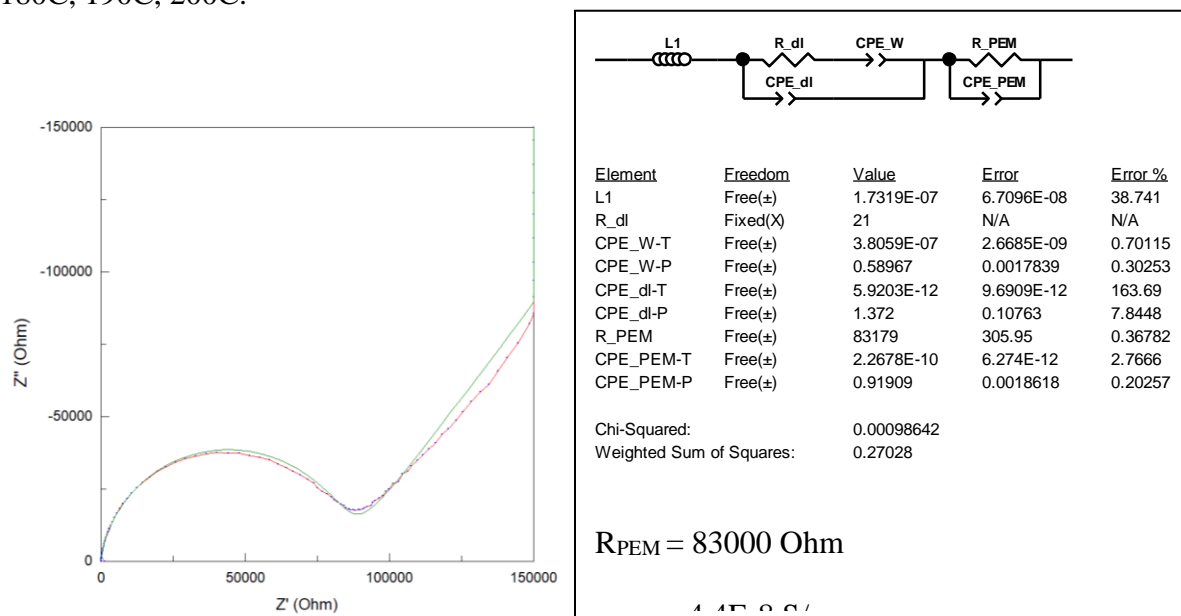 180C, 190C, 200C.
-150000
-100000
-50000
0
Z'' (Ohm)
0 50000 100000 150000
Z' (Ohm)
L1 R_dl CPE_W R_PEM
CPE_dl CPE_PEM
Element Freedom Value Error Error %
L1 Free(±) 1.7319E-07 6.7096E-08 38.741
R_dl Fixed(X) 21 N/A N/A
CPE_W-T Free(±) 3.8059E-07 2.6685E-09 0.70115
CPE_W-P Free(±) 0.58967 0.0017839 0.30253
CPE_dl-T Free(±) 5.9203E-12 9.6909E-12 163.69
CPE_dl-P Free(±) 1.372 0.10763 7.8448
R_PEM Free(±) 83179 305.95 0.36782
CPE_PEM-T Free(±) 2.2678E-10 6.274E-12 2.7666
CPE_PEM-P Free(±) 0.91909 0.0018618 0.20257
Chi-Squared: 0.00098642
Weighted Sum of Squares: 0.27028
RPEM = 83000 Ohm
4.4E-8 S/